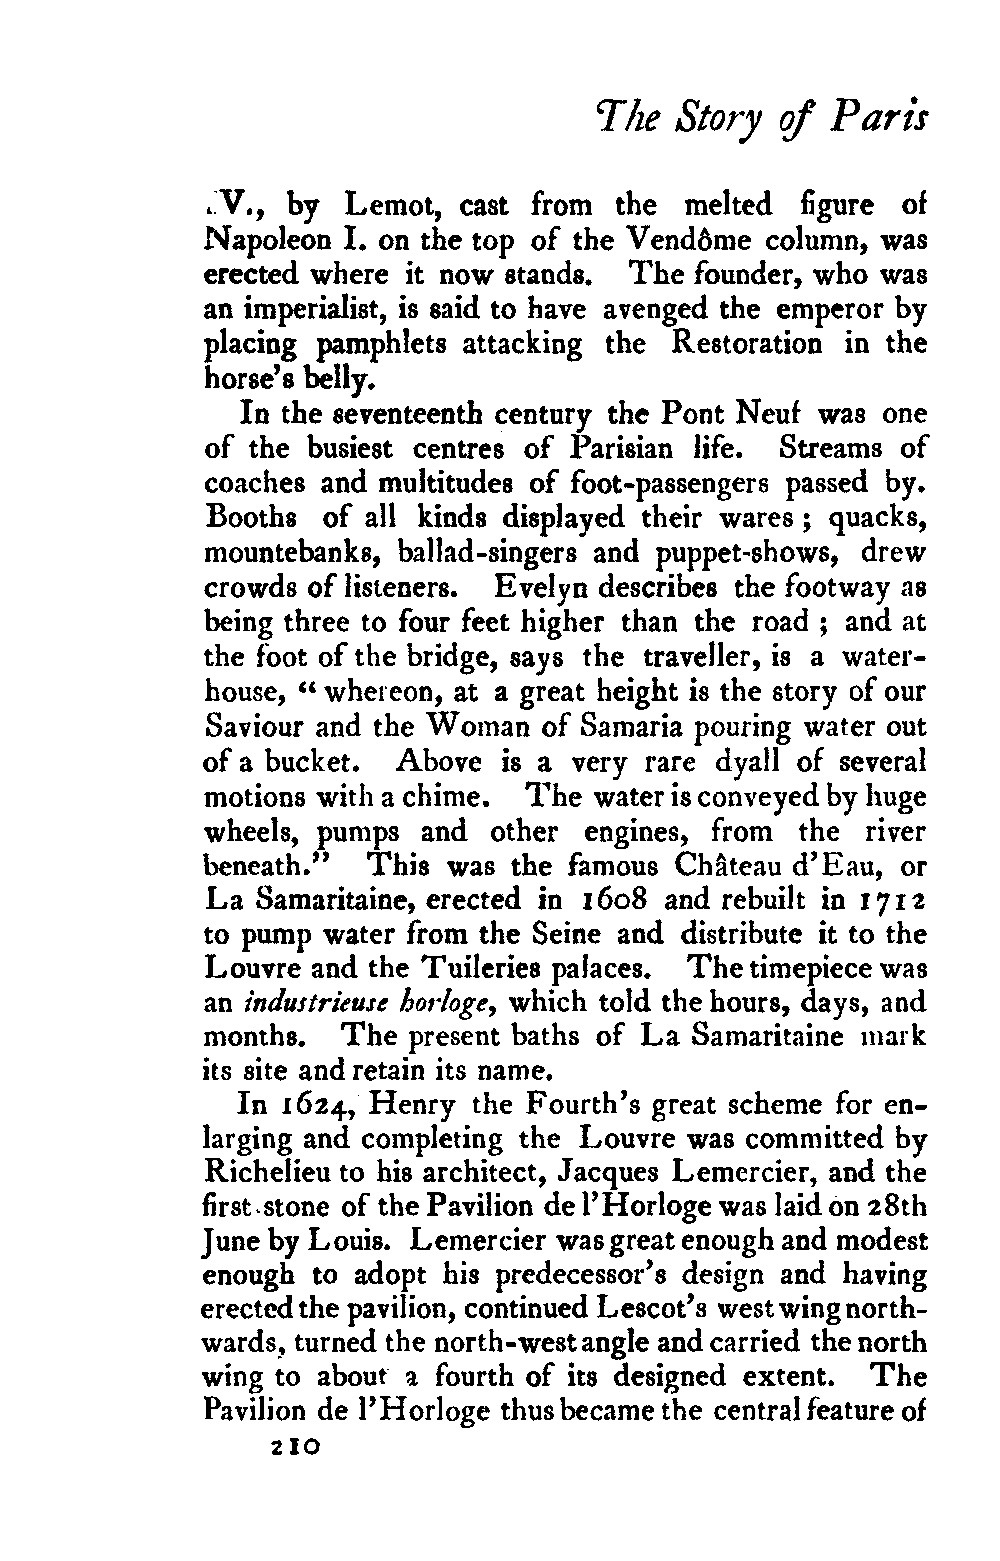 The Story of Paris
V., by Lemot, cast from the melted figure of
Napoleon I. on the top of the Vendôme column, was
erected where it now stands. The founder, who was
an imperialist, is said to have avenged the emperor by
placing pamphlets attacking the Restoration in the
horse's belly.
In the seventeenth century the Pont Neuf was one
of the busiest centres of Parisian life. Streams of
coaches and multitudes of foot-passengers passed by.
Booths of all kinds displayed their wares ; quacks,
mountebanks, ballad-singers and puppet-shows, drew
crowds of listeners. Evelyn describes the footway as
being three to four feet higher than the road ; and at
the foot of the bridge, says the traveller, is a water-
house, “ whereon, at a great height is the story of our
Saviour and the Woman of Samaria pouring water out
of a bucket. Above is a very rare dyall of several
motions with a chime. The water is conveyed by huge
wheels, pumps and other engines, from the river
beneath.” This was the famous Château d'Eau, or
La Samaritaine, erected in 1608 and rebuilt in 1712
to pump water from the Seine and distribute it to the
Louvre and the Tuileries palaces. The timepiece was
an industrieuse horloge, which told the hours, days, and
months. The present baths of La Samaritaine mark
its site and retain its name.
In 1624, Henry the Fourth's great scheme for en-
larging and completing the Louvre was committed by
Richelieu to his architect, Jacques Lemercier, and the
first stone of the Pavilion de l'Horloge was laid on 28th
June by Louis. Lemercier was great enough and modest
enough to adopt his predecessor's design and having
erected the pavilion, continued Lescot's west wing north-
wards, turned the north-west angle and carried the north
wing to about a fourth of its designed extent. The
Pavilion de l'Horloge thus became the central feature of
210